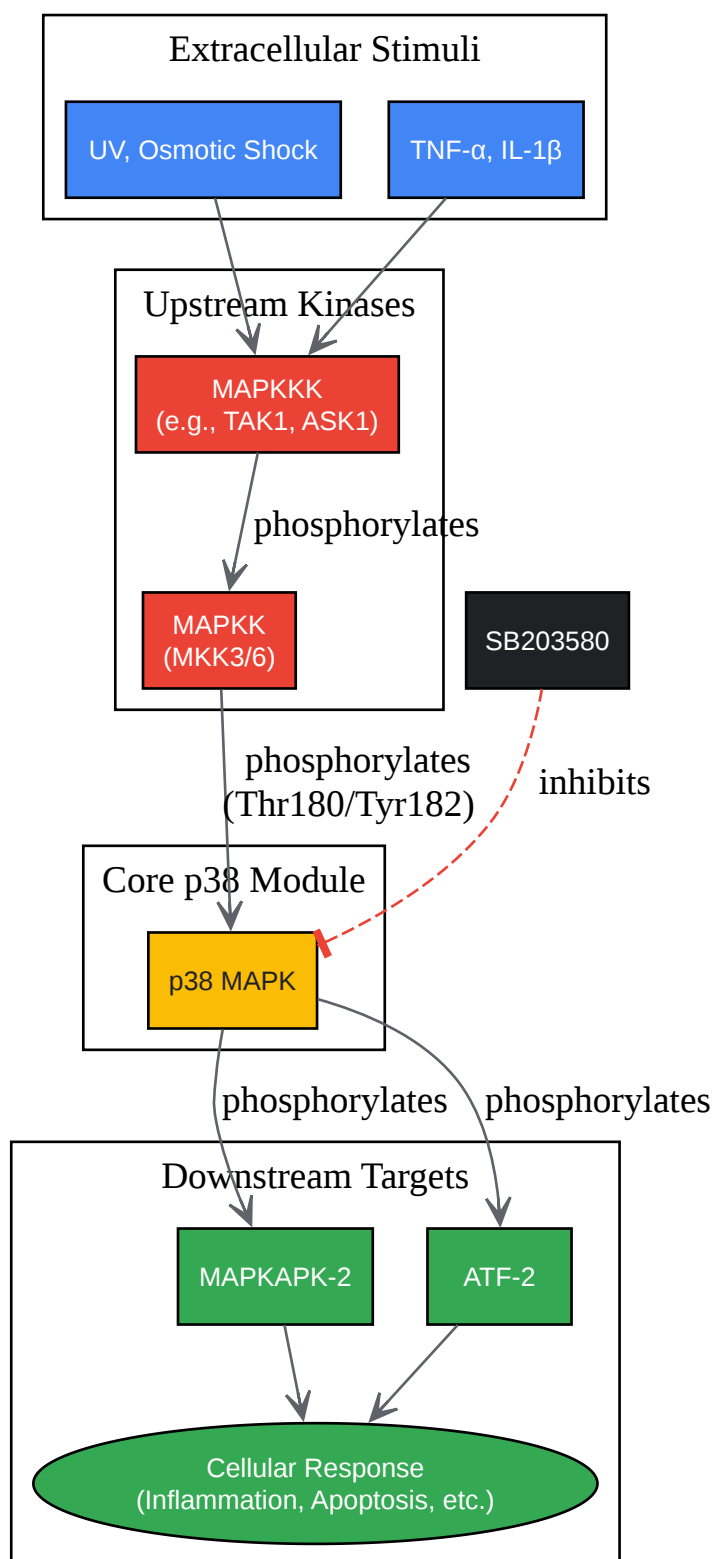 Extracellular Stimuli
UV, Osmotic Shock
TNF-α, IL-1β
Upstream Kinases
MAPKKK
(e.g., TAK1, ASK1)
phosphorylates
MAPKK
(MKK3/6)
SB203580
phosphorylates
(Thr180/Tyr182)
inhibits
Core p38 Module
p38 MAPK
phosphorylates
phosphorylates
Downstream Targets
MAPKAPK-2
ATF-2
Cellular Response
(Inflammation, Apoptosis, etc.)